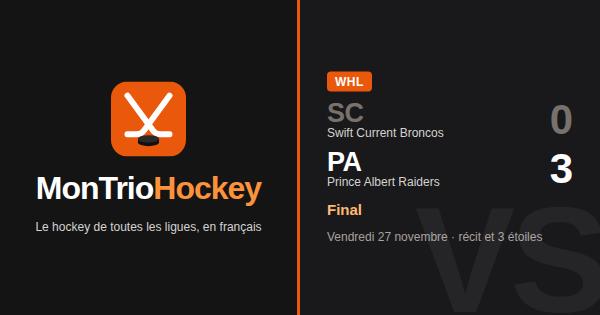 MonTrioHockey
Le hockey de toutes les ligues, en français
WHL
SC 0
Swift Current Broncos
PA 3
Prince Albert Raiders
Final
Vendredi 27 novembre · récit et 3 étoiles
VS